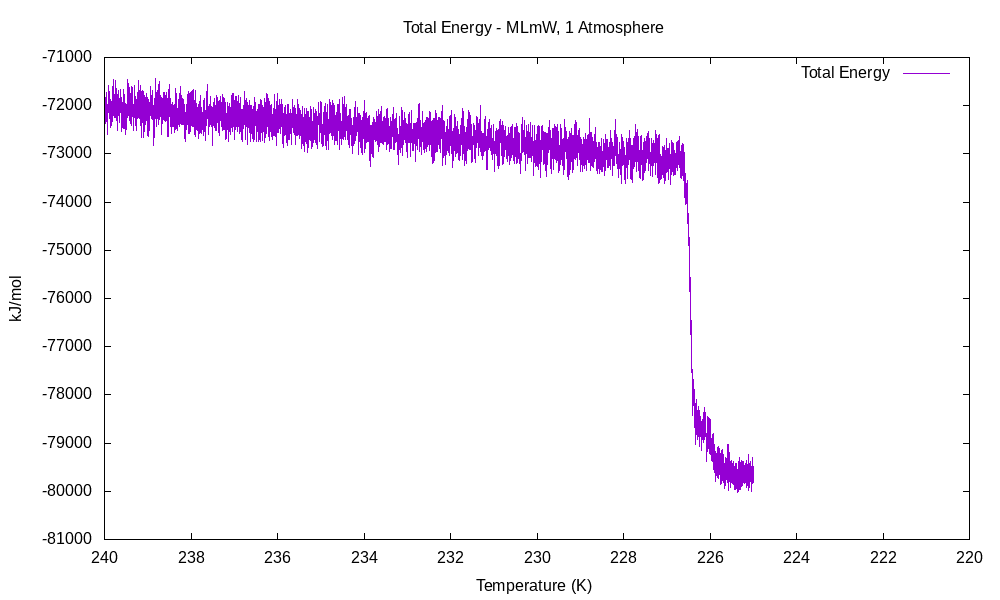 Total Energy - MLmW, 1 Atmosphere
Total Energy
-71000
-72000
-73000
-74000
-75000
-76000
-77000
-78000
-79000
-80000
-81000
kJ/mol
240 238 236 234 232 230 228 226 224 222 220
Temperature (K)